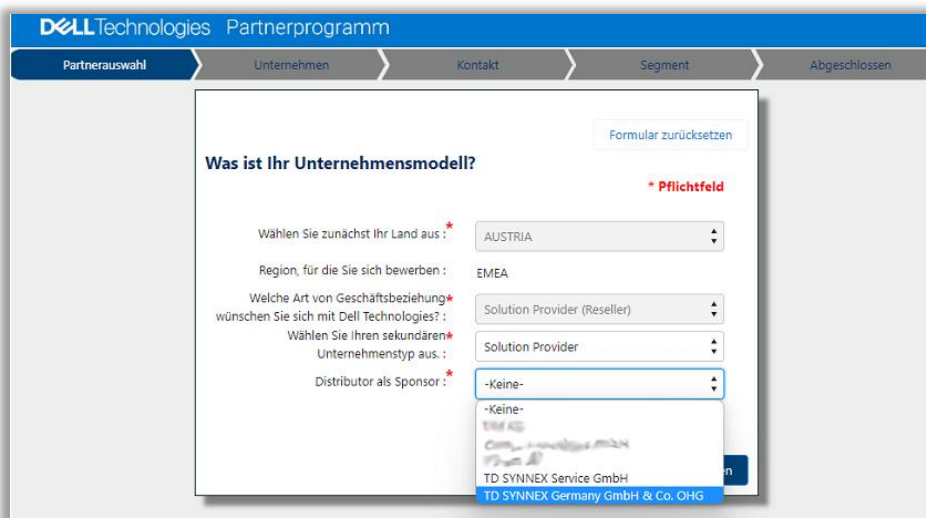 DELLTechnologies Partnerprogramm
Partnerauswahl Unternehmen Kontakt Segment Abgeschlossen
Formular zurücksetzen
Was ist Ihr Unternehmensmodell?
* Pflichtfeld
Wählen Sie zunächst Ihr Land aus :* AUSTRIA
Region, für die Sie sich bewerben : EMEA
Welche Art von Geschäftsbeziehung*
wünschen Sie sich mit Dell Technologies? : Solution Provider (Reseller)
Wählen Sie Ihren sekundären*
Unternehmenstyp aus. : Solution Provider
Distributor als Sponsor :* -Keine-
-Keine-
TD SYNNEX Service GmbH
TD SYNNEX Germany GmbH & Co. OHG